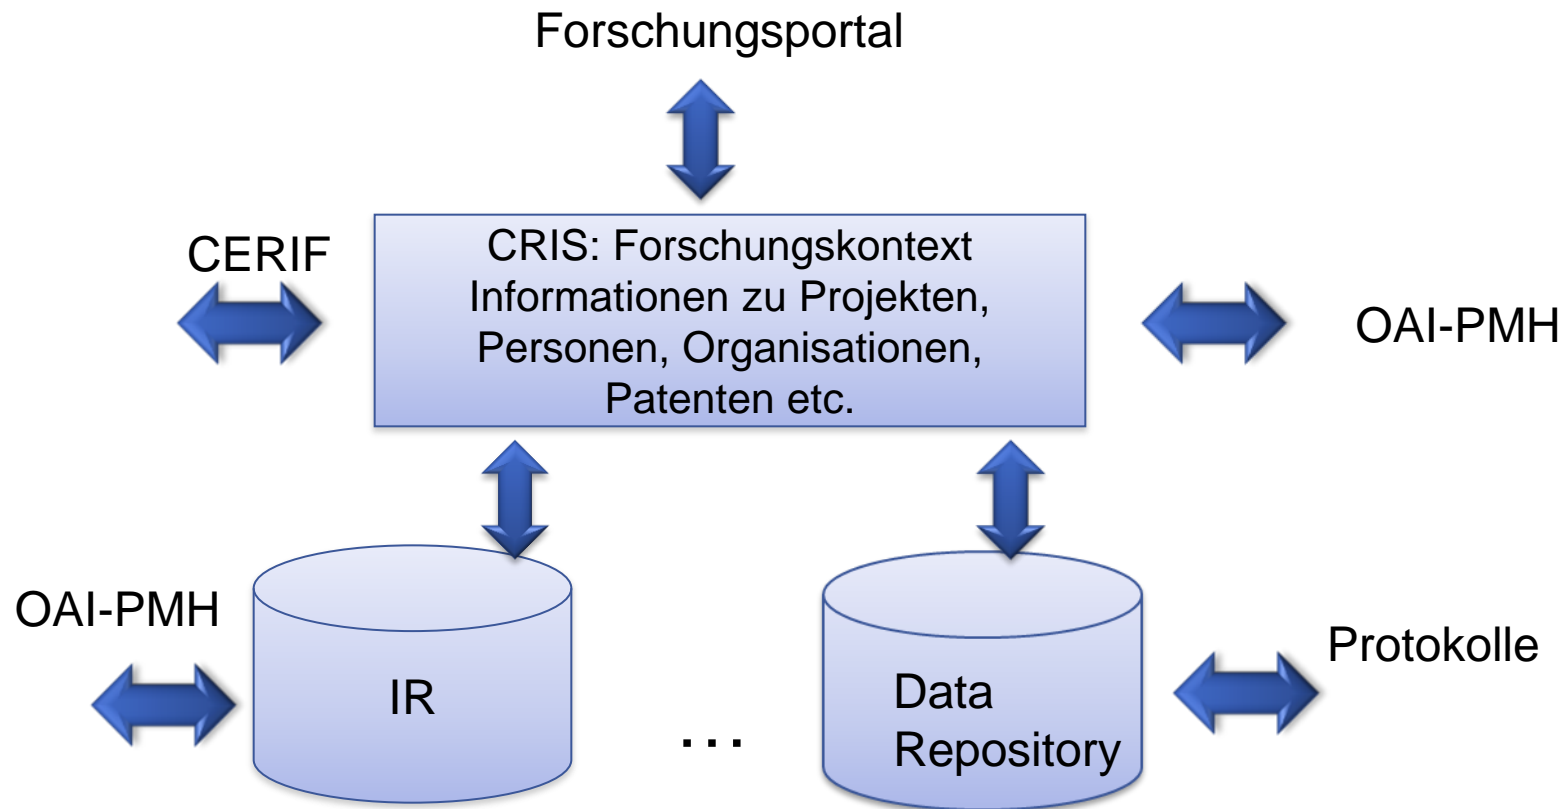 Forschungsportal
CERIF
CRIS: Forschungskontext
Informationen zu Projekten,
Personen, Organisationen,
Patenten etc.
OAI-PMH
OAI-PMH
IR
...
Data
Repository
Protokolle